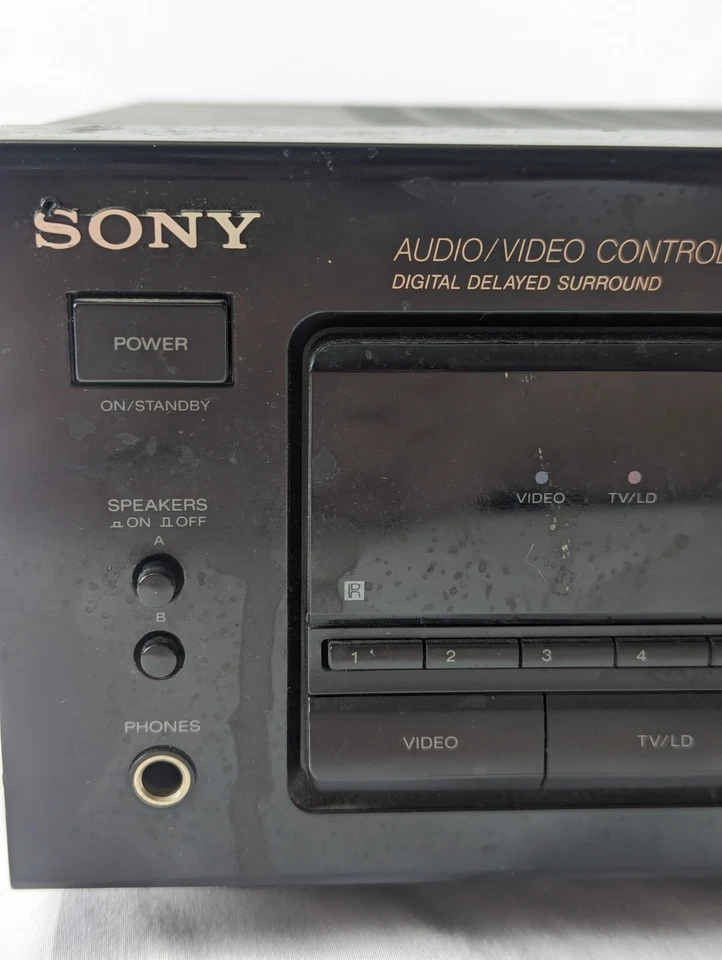 SONY
AUDIO/VIDEO CONTROL
DIGITAL DELAYED SURROUND
POWER
ON/STANDBY
SPEAKERS
ON OFF
A
B
PHONES
VIDEO TV/LD
R
1 2 3 4
VIDEO TV/LD